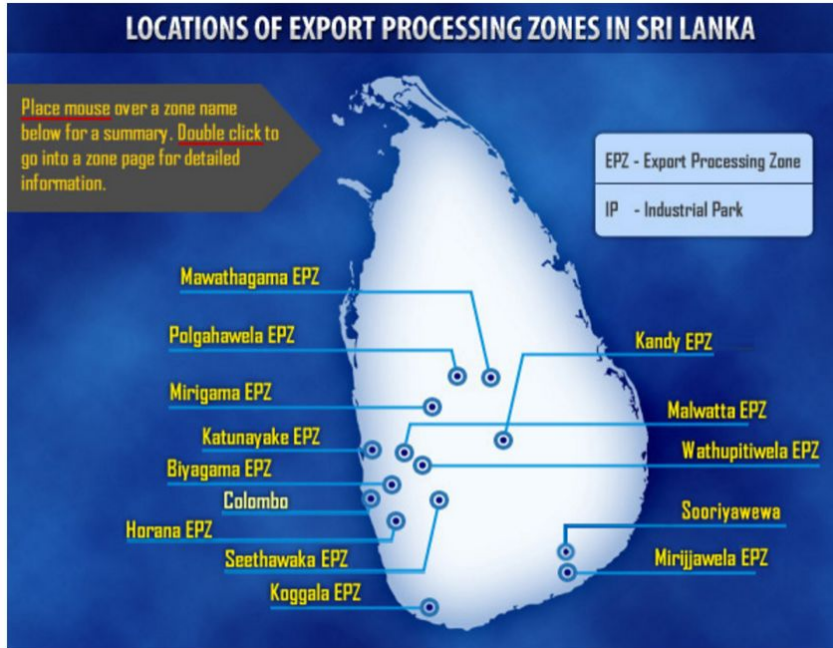 LOCATIONS OF EXPORT PROCESSING ZONES IN SRI LANKA
Place mouse over a zone name
below for a summary. Double click to
go into a zone page for detailed
information.
EPZ - Export Processing Zone
IP - Industrial Park
Mawathagama EPZ
Polgahawela EPZ
Kandy EPZ
Mirigama EPZ
Malwatta EPZ
Katunayake EPZ
Wathupitiwela EPZ
Biyagama EPZ
Colombo
Sooriyawewa
Horana EPZ
Seethawaka EPZ
Mirijjawela EPZ
Koggala EPZ